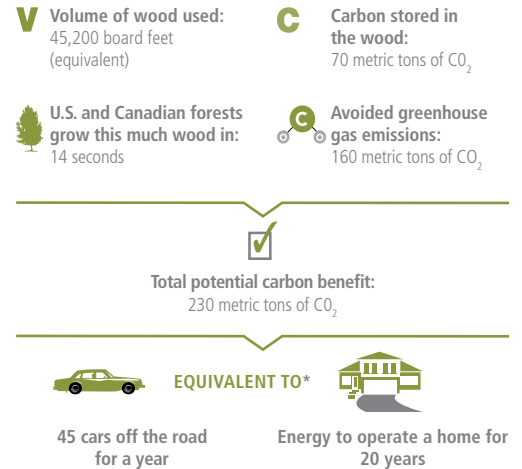 V Volume of wood used:
45,200 board feet
(equivalent)
C Carbon stored in
the wood:
70 metric tons of C0₂
U.S. and Canadian forests
grow this much wood in:
14 seconds
O C O Avoided greenhouse
gas emissions:
160 metric tons of CO₂
Total potential carbon benefit:
230 metric tons of C0₂
EQUIVALENT TO*
45 cars off the road
for a year
Energy to operate a home for
20 years